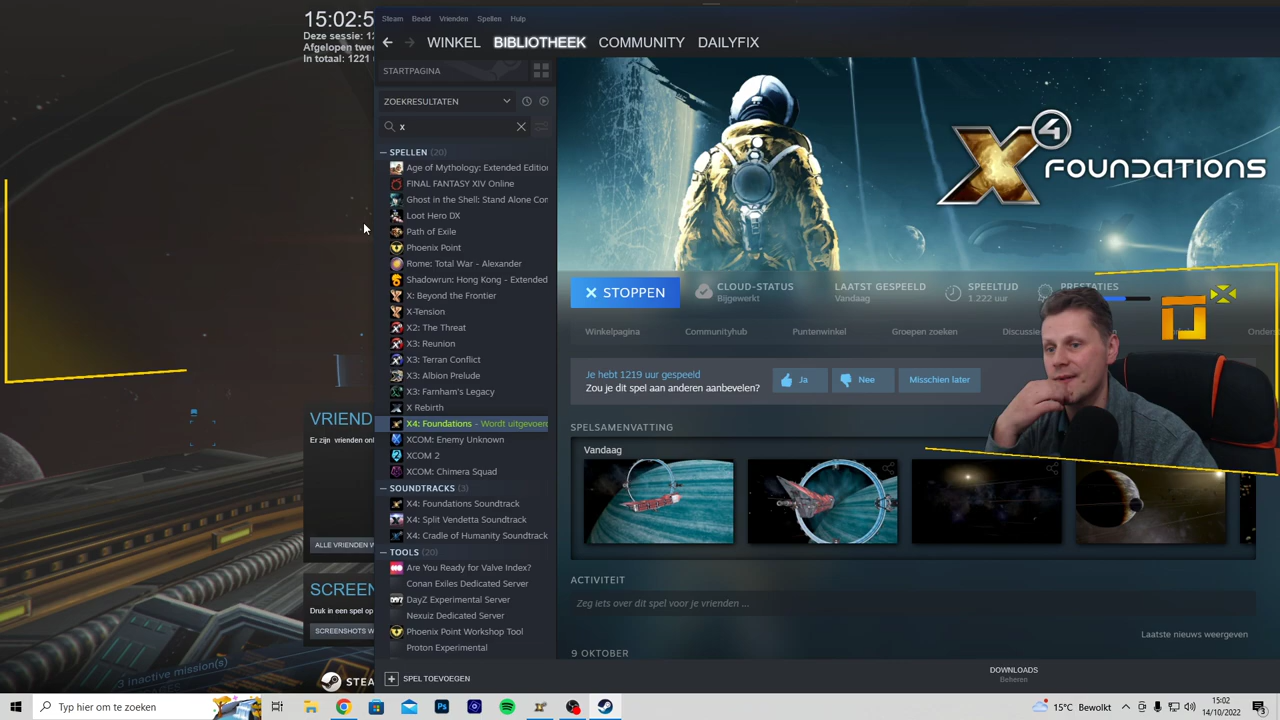 15:02:5
Deze sessie: 12
Afgelopen twee
In totaal: 1221
Steam Beeld Vrienden Spellen Hulp
WINKEL BIBLIOTHEEK COMMUNITY DAILYFIX
STARTPAGINA
ZOEKRESULTATEN
x
SPELLEN (20)
Age of Mythology: Extended Edition
FINAL FANTASY XIV Online
Ghost in the Shell: Stand Alone Com
Loot Hero DX
Path of Exile
Phoenix Point
Rome: Total War - Alexander
Shadowrun: Hong Kong - Extended
X: Beyond the Frontier
X-Tension
X2: The Threat
X3: Reunion
X3: Terran Conflict
X3: Albion Prelude
X3: Farnham's Legacy
X Rebirth
X4: Foundations - Wordt uitgevoerd
XCOM: Enemy Unknown
XCOM 2
XCOM: Chimera Squad
SOUNDTRACKS (3)
X4: Foundations Soundtrack
X4: Split Vendetta Soundtrack
X4: Cradle of Humanity Soundtrack
TOOLS (20)
Are You Ready for Valve Index?
Conan Exiles Dedicated Server
DayZ Experimental Server
Nexuiz Dedicated Server
Phoenix Point Workshop Tool
Proton Experimental
SPEL TOEVOEGEN
X4 FOUNDATIONS
STOPPEN
CLOUD-STATUS
Bijgewerkt
LAATST GESPEELD
Vandaag
SPEELTIJD
1.222 uur
PRESTATIES
Winkelpagina Communityhub Puntenwinkel Groepen zoeken Discussie Onders
Je hebt 1219 uur gespeeld
Zou je dit spel aan anderen aanbevelen?
Ja Nee Misschien later
SPELSAMENVATTING
Vandaag
ACTIVITEIT
Zeg iets over dit spel voor je vrienden ...
Laatste nieuws weergeven
9 OKTOBER
DOWNLOADS
Beheren
VRIEND
Er zijn vrienden onl
ALLE VRIENDEN W
SCREEN
Druk in een spel op
SCREENSHOTS W
3 inactive mission(s)
STEA
Typ hier om te zoeken
15°C Bewolkt
15:02
14/10/2022